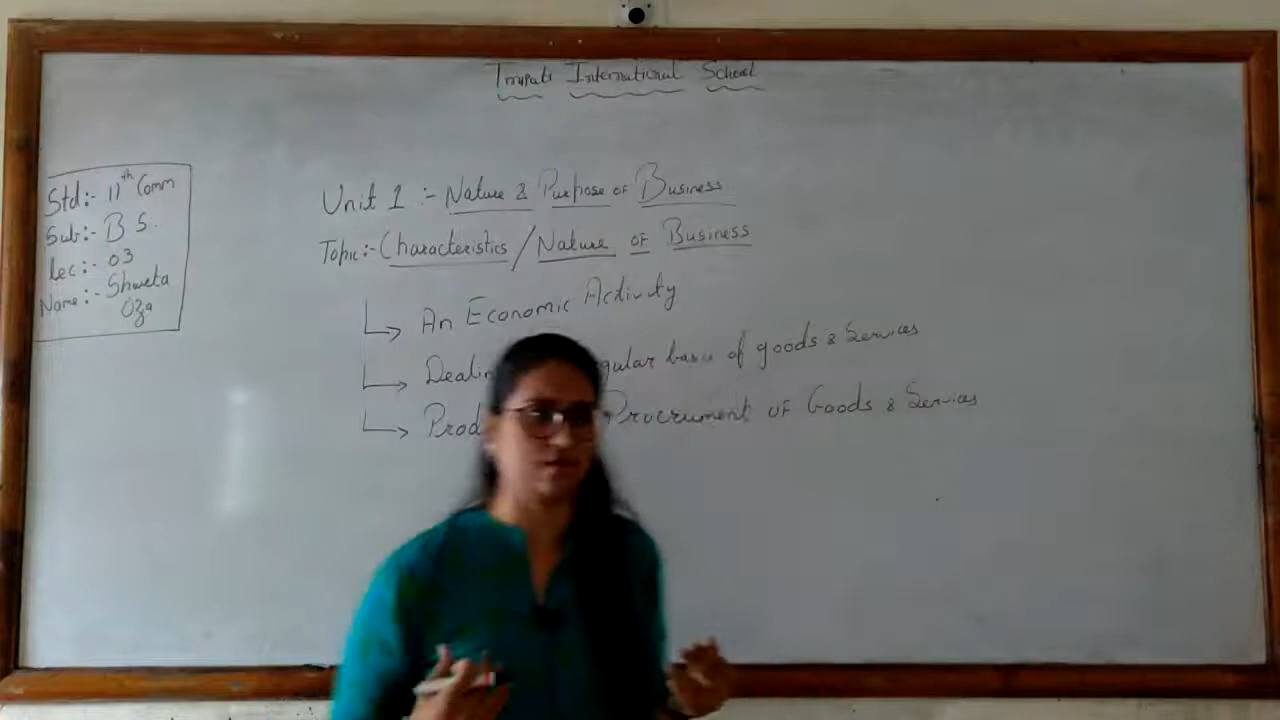 Tirupati International School
Std:- 11th Comm
Sub:- B S.
Lec:- 03
Name:- Shweta
Oza
Unit 1 :- Nature & Purpose of Business
Topic:- Characteristics / Nature of Business
An Economic Activity
Dealin gular basis of goods & Services
Prod Procrument of Goods & Services